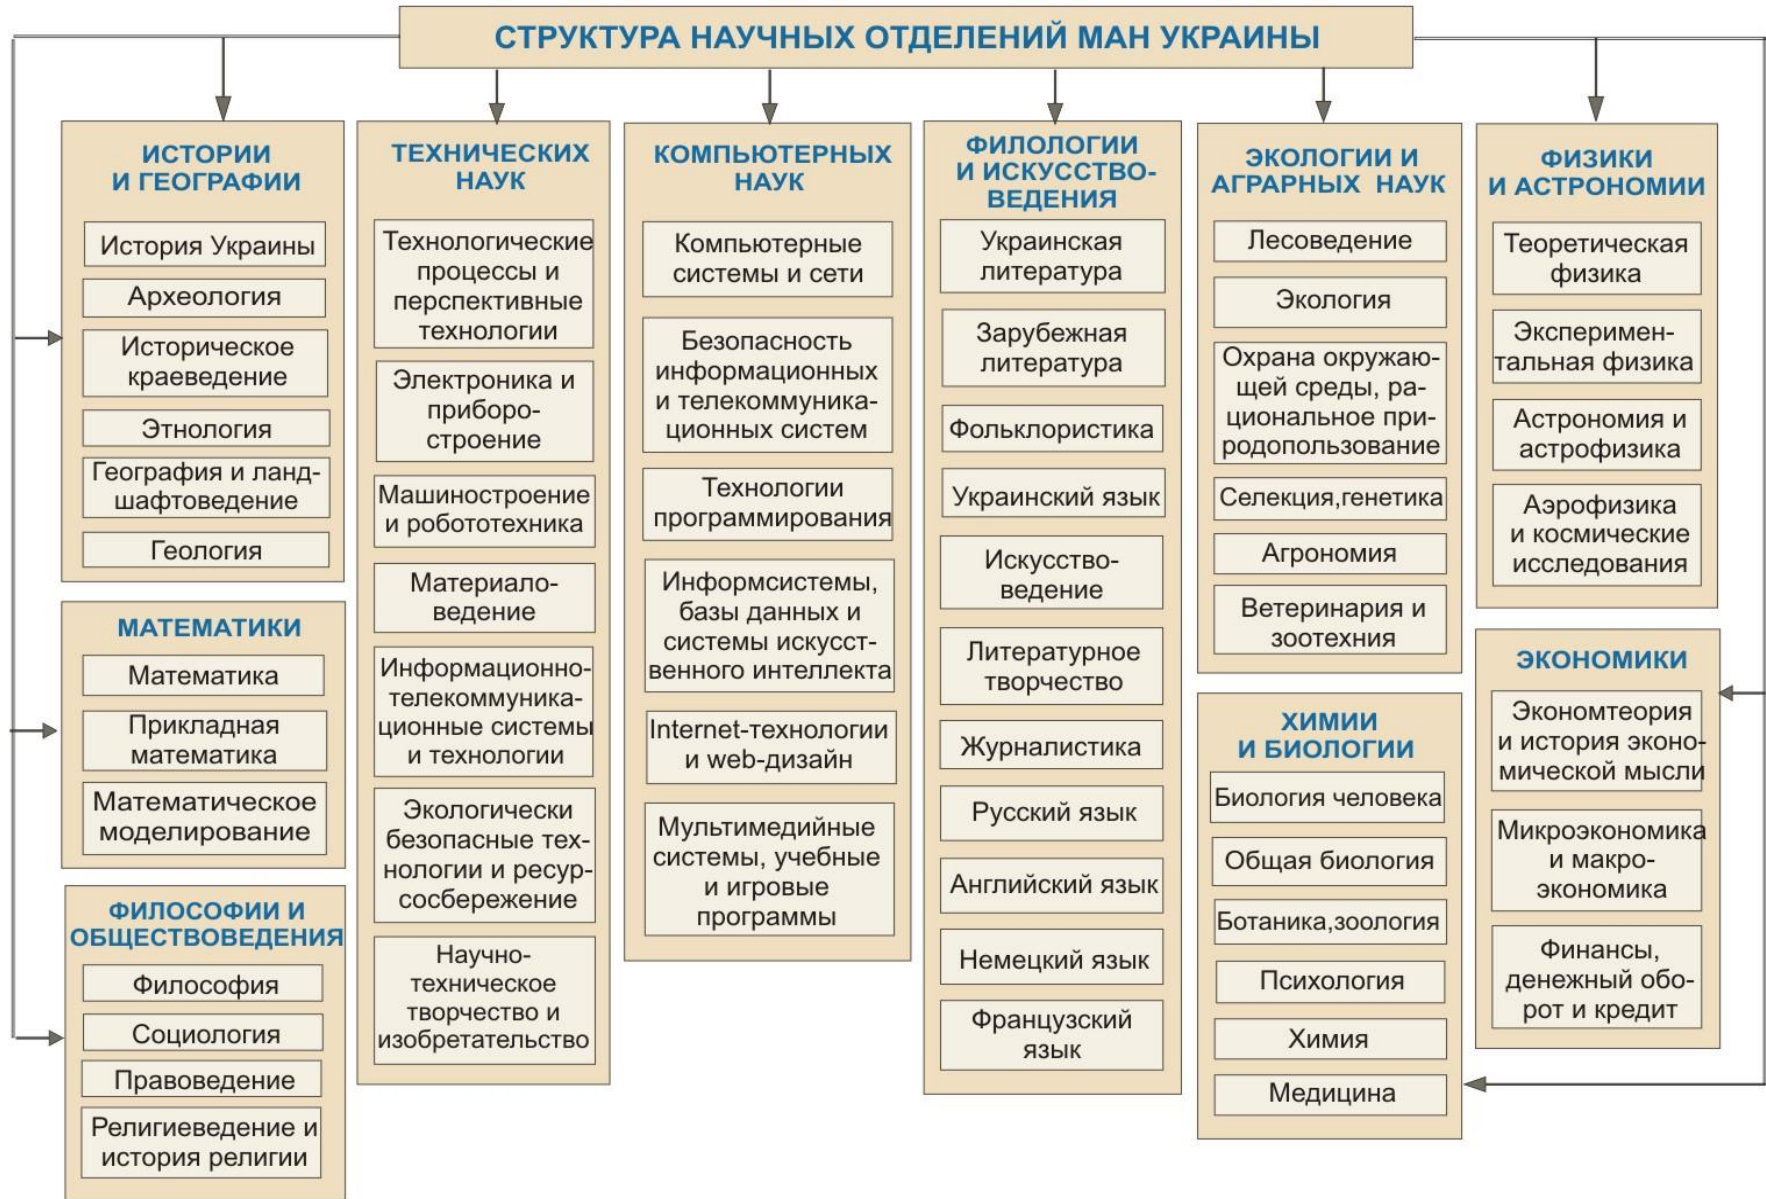 СТРУКТУРА НАУЧНЫХ ОТДЕЛЕНИЙ МАН УКРАИНЫ
ИСТОРИИ
И ГЕОГРАФИИ
История Украины
Археология
Историческое
краеведение
Этнология
География и ланд-
шафтоведение
Геология
МАТЕМАТИКИ
Математика
Прикладная
математика
Математическое
моделирование
ФИЛОСОФИИ И
ОБЩЕСТВОВЕДЕНИЯ
Философия
Социология
Правоведение
Религиеведение и
история религии
ТЕХНИЧЕСКИХ
НАУК
Технологические
процессы и
перспективные
технологии
Электроника и
приборо-
строение
Машиностроение
и робототехника
Материало-
ведение
Информационно-
телекоммуника-
ционные системы
и технологии
Экологически
безопасные тех-
нологии и ресур-
сосбережение
Научно-
техническое
творчество и
изобретательство
КОМПЬЮТЕРНЫХ
НАУК
Компьютерные
системы и сети
Безопасность
информационных
и телекоммуника-
ционных систем
Технологии
программирования
Информсистемы,
базы данных и
системы искусст-
венного интеллекта
Internet-технологии
и web-дизайн
Мультимедийные
системы, учебные
и игровые
программы
ФИЛОЛОГИИ
И ИСКУССТВО-
ВЕДЕНИЯ
Украинская
литература
Зарубежная
литература
Фольклористика
Украинский язык
Искусство-
ведение
Литературное
творчество
Журналистика
Русский язык
Английский язык
Немецкий язык
Французский
язык
ЭКОЛОГИИ И
АГРАРНЫХ НАУК
Лесоведение
Экология
Охрана окружаю-
щей среды, ра-
циональное при-
родопользование
Селекция,генетика
Агрономия
Ветеринария и
зоотехния
ХИМИИ
И БИОЛОГИИ
Биология человека
Общая биология
Ботаника,зоология
Психология
Химия
Медицина
ФИЗИКИ
И АСТРОНОМИИ
Теоретическая
физика
Эксперимен-
тальная физика
Астрономия и
астрофизика
Аэрофизика
и космические
исследования
ЭКОНОМИКИ
Экономтеория
и история эконо-
мической мысли
Микроэкономика
и макро-
экономика
Финансы,
денежный обо-
рот и кредит